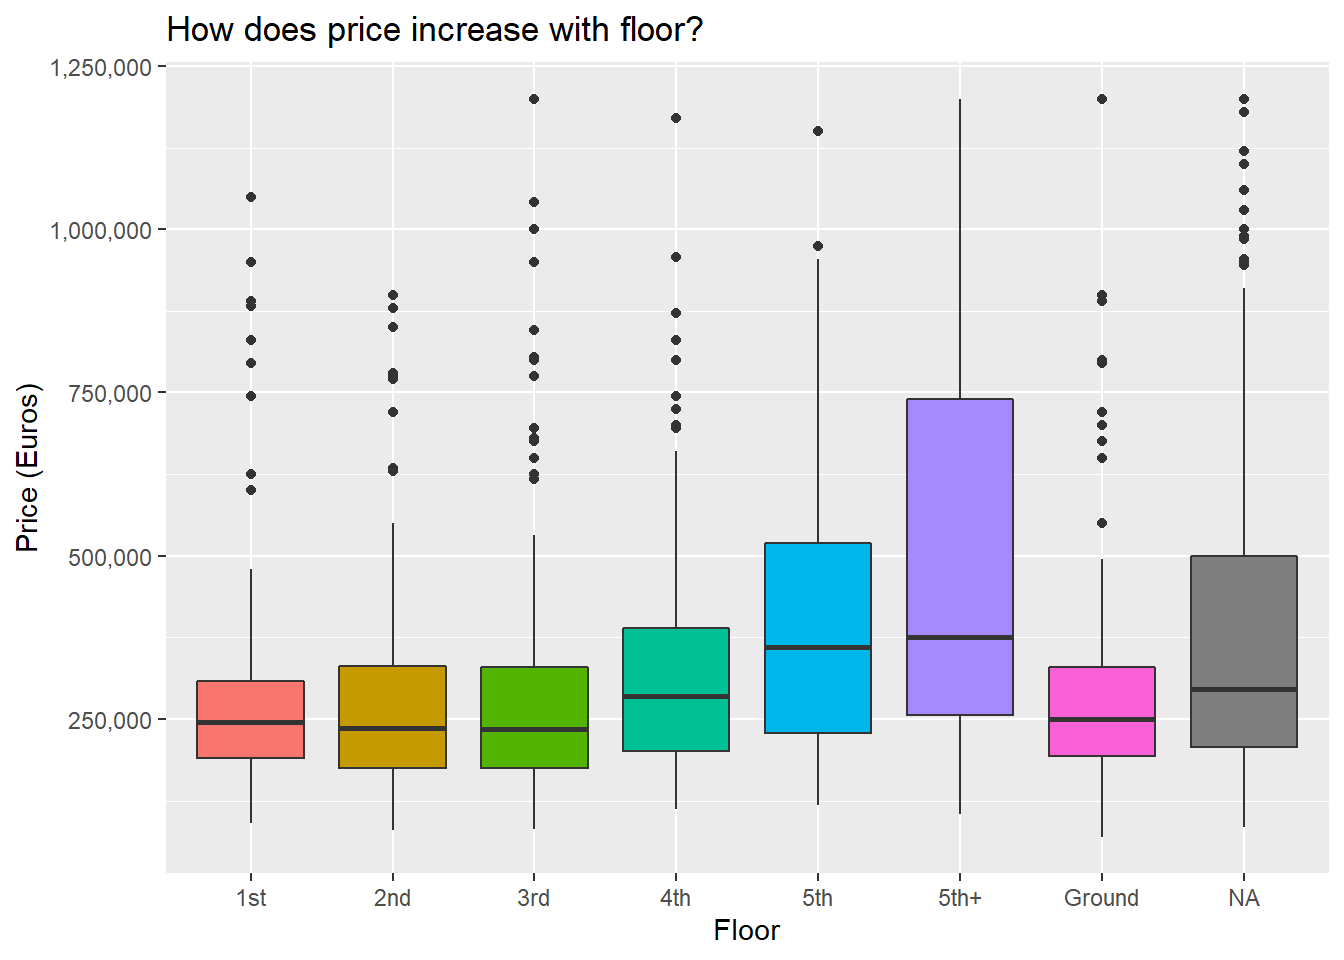 How does price increase with floor?
1,250,000
1,000,000
750,000
500,000
250,000
Price (Euros)
1st 2nd 3rd 4th 5th 5th+ Ground NA
Floor